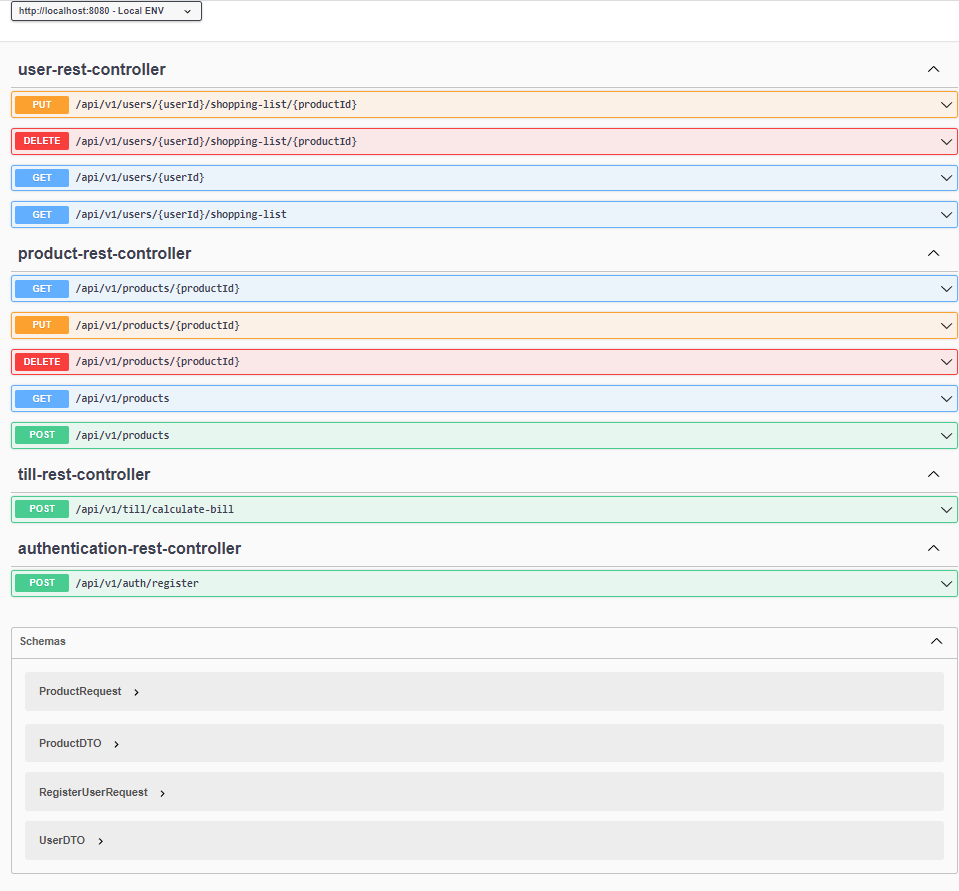 http://localhost:8080 - Local ENV
user-rest-controller
PUT /api/v1/users/{userId}/shopping-list/{productId}
DELETE /api/v1/users/{userId}/shopping-list/{productId}
GET /api/v1/users/{userId}
GET /api/v1/users/{userId}/shopping-list
product-rest-controller
GET /api/v1/products/{productId}
PUT /api/v1/products/{productId}
DELETE /api/v1/products/{productId}
GET /api/v1/products
POST /api/v1/products
till-rest-controller
POST /api/v1/till/calculate-bill
authentication-rest-controller
POST /api/v1/auth/register
Schemas
ProductRequest
ProductDTO
RegisterUserRequest
UserDTO